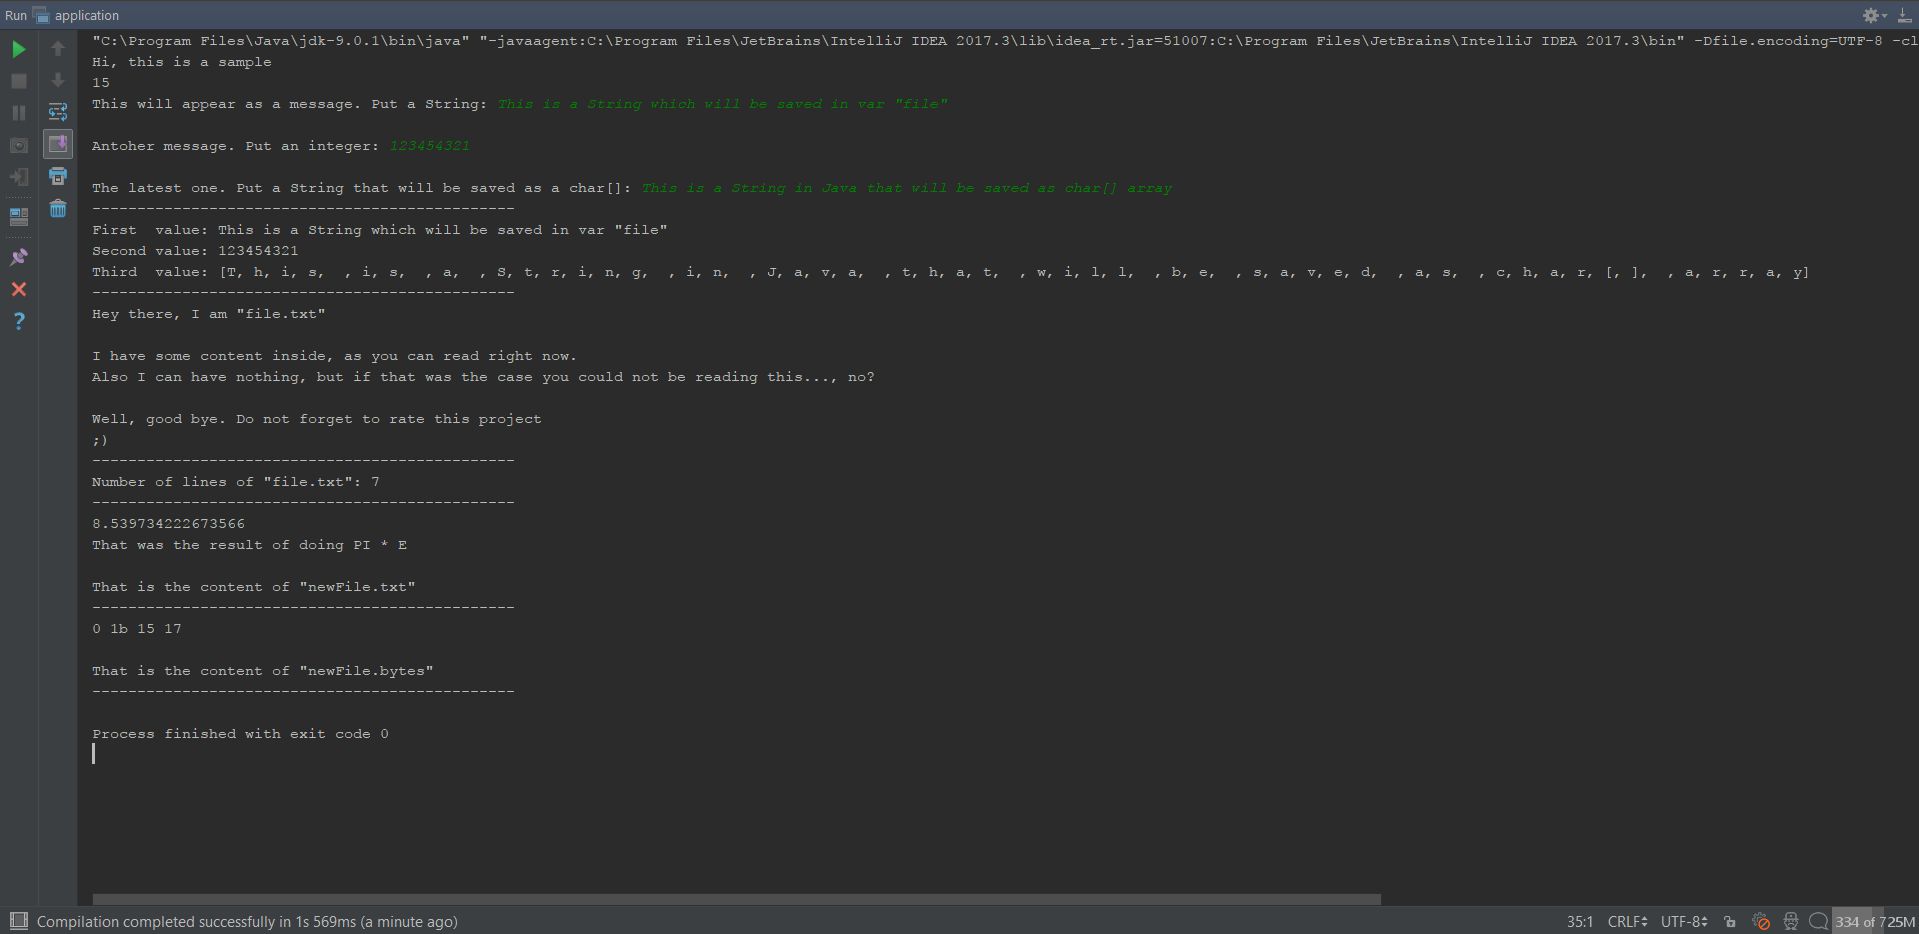 Run application
"C:\Program Files\Java\jdk-9.0.1\bin\java" "-javaagent:C:\Program Files\JetBrains\IntelliJ IDEA 2017.3\lib\idea_rt.jar=51007:C:\Program Files\JetBrains\IntelliJ IDEA 2017.3\bin" -Dfile.encoding=UTF-8 -cl
Hi, this is a sample
15
This will appear as a message. Put a String: This is a String which will be saved in var "file"
Antoher message. Put an integer: 123454321
The latest one. Put a String that will be saved as a char[]: This is a String in Java that will be saved as char[] array
-----------------------------------------------
First  value: This is a String which will be saved in var "file"
Second value: 123454321
Third  value: [T, h, i, s,  , i, s,  , a,  , S, t, r, i, n, g,  , i, n,  , J, a, v, a,  , t, h, a, t,  , w, i, l, l,  , b, e,  , s, a, v, e, d,  , a, s,  , c, h, a, r, [, ],  , a, r, r, a, y]
-----------------------------------------------
Hey there, I am "file.txt"
I have some content inside, as you can read right now.
Also I can have nothing, but if that was the case you could not be reading this..., no?
Well, good bye. Do not forget to rate this project
;)
-----------------------------------------------
Number of lines of "file.txt": 7
-----------------------------------------------
8.539734222673566
That was the result of doing PI * E
That is the content of "newFile.txt"
-----------------------------------------------
0 1b 15 17
That is the content of "newFile.bytes"
-----------------------------------------------
Process finished with exit code 0
Compilation completed successfully in 1s 569ms (a minute ago) 35:1 CRLF UTF-8 334 of 725M